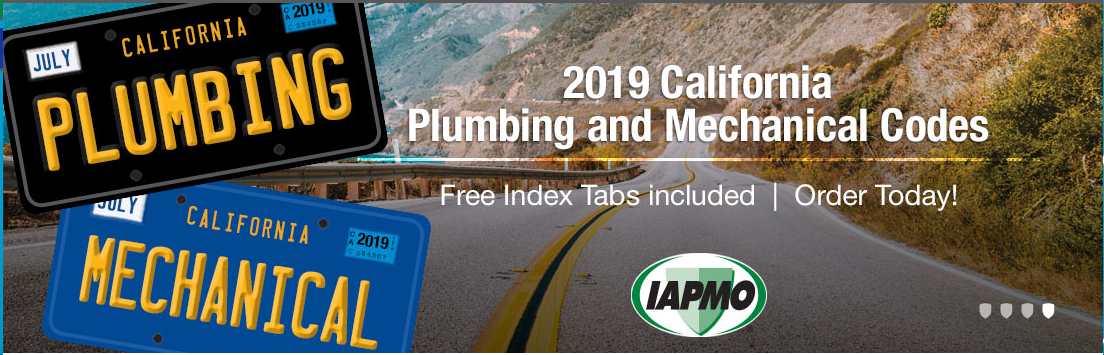 JULY
CALIFORNIA
2019
PLUMBING
JULY
CALIFORNIA
2019
MECHANICAL
2019 California
Plumbing and Mechanical Codes
Free Index Tabs included | Order Today!
IAPMO